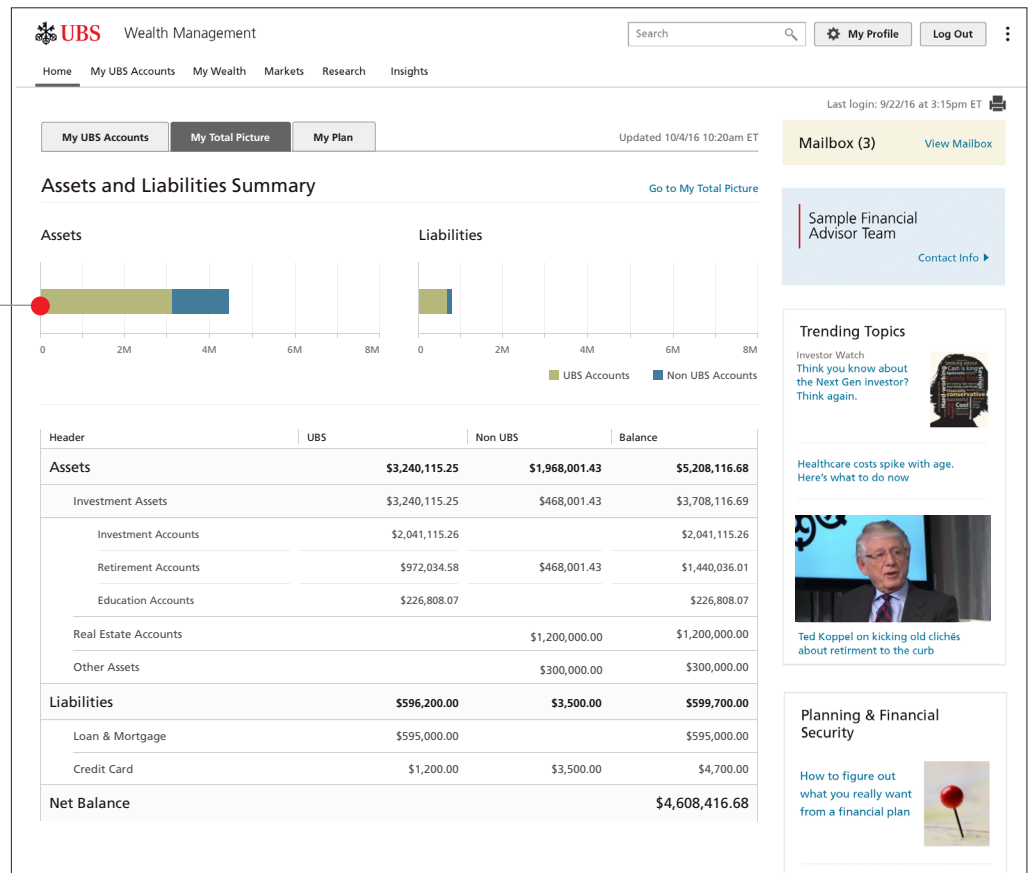 UBS Wealth Management
Search
My Profile
Log Out
Home My UBS Accounts My Wealth Markets Research Insights
Last login: 9/22/16 at 3:15pm ET
My UBS Accounts My Total Picture My Plan
Updated 10/4/16 10:20am ET
Mailbox (3) View Mailbox
Assets and Liabilities Summary
Go to My Total Picture
Sample Financial
Advisor Team
Contact Info
Assets
Liabilities
0 2M 4M 6M 8M
0 2M 4M 6M 8M
UBS Accounts Non UBS Accounts
Header UBS Non UBS Balance
Assets $3,240,115.25 $1,968,001.43 $5,208,116.68
Investment Assets $3,240,115.25 $468,001.43 $3,708,116.69
Investment Accounts $2,041,115.26 $2,041,115.26
Retirement Accounts $972,034.58 $468,001.43 $1,440,036.01
Education Accounts $226,808.07 $226,808.07
Real Estate Accounts $1,200,000.00 $1,200,000.00
Other Assets $300,000.00 $300,000.00
Liabilities $596,200.00 $3,500.00 $599,700.00
Loan & Mortgage $595,000.00 $595,000.00
Credit Card $1,200.00 $3,500.00 $4,700.00
Net Balance $4,608,416.68
Trending Topics
Investor Watch
Think you know about
the Next Gen investor?
Think again.
Cash is king
conservative
Cool
Healthcare costs spike with age.
Here's what to do now
Ted Koppel on kicking old clichés
about retirment to the curb
Planning & Financial
Security
How to figure out
what you really want
from a financial plan